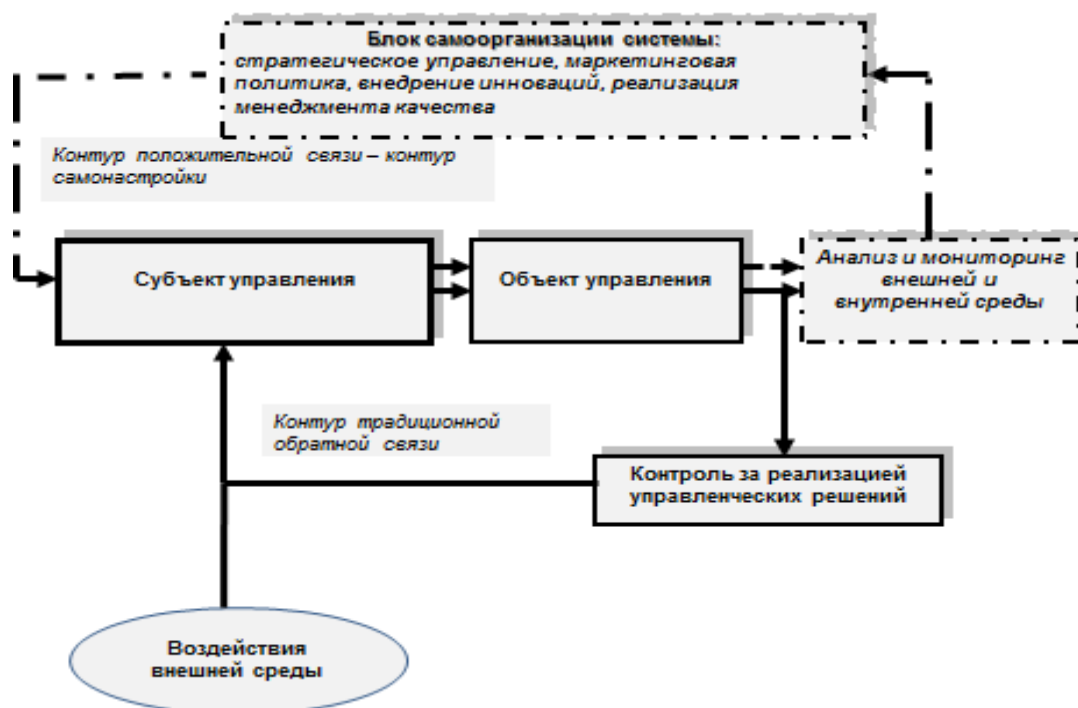 Блок самоорганизации системы:
стратегическое управление, маркетинговая
политика, внедрение инноваций, реализация
менеджмента качества
Контур положительной связи – контур
самонастройки
Субъект управления
Объект управления
Анализ и мониторинг
внешней и
внутренней среды
Контур традиционной
обратной связи
Контроль за реализацией
управленческих решений
Воздействия
внешней среды